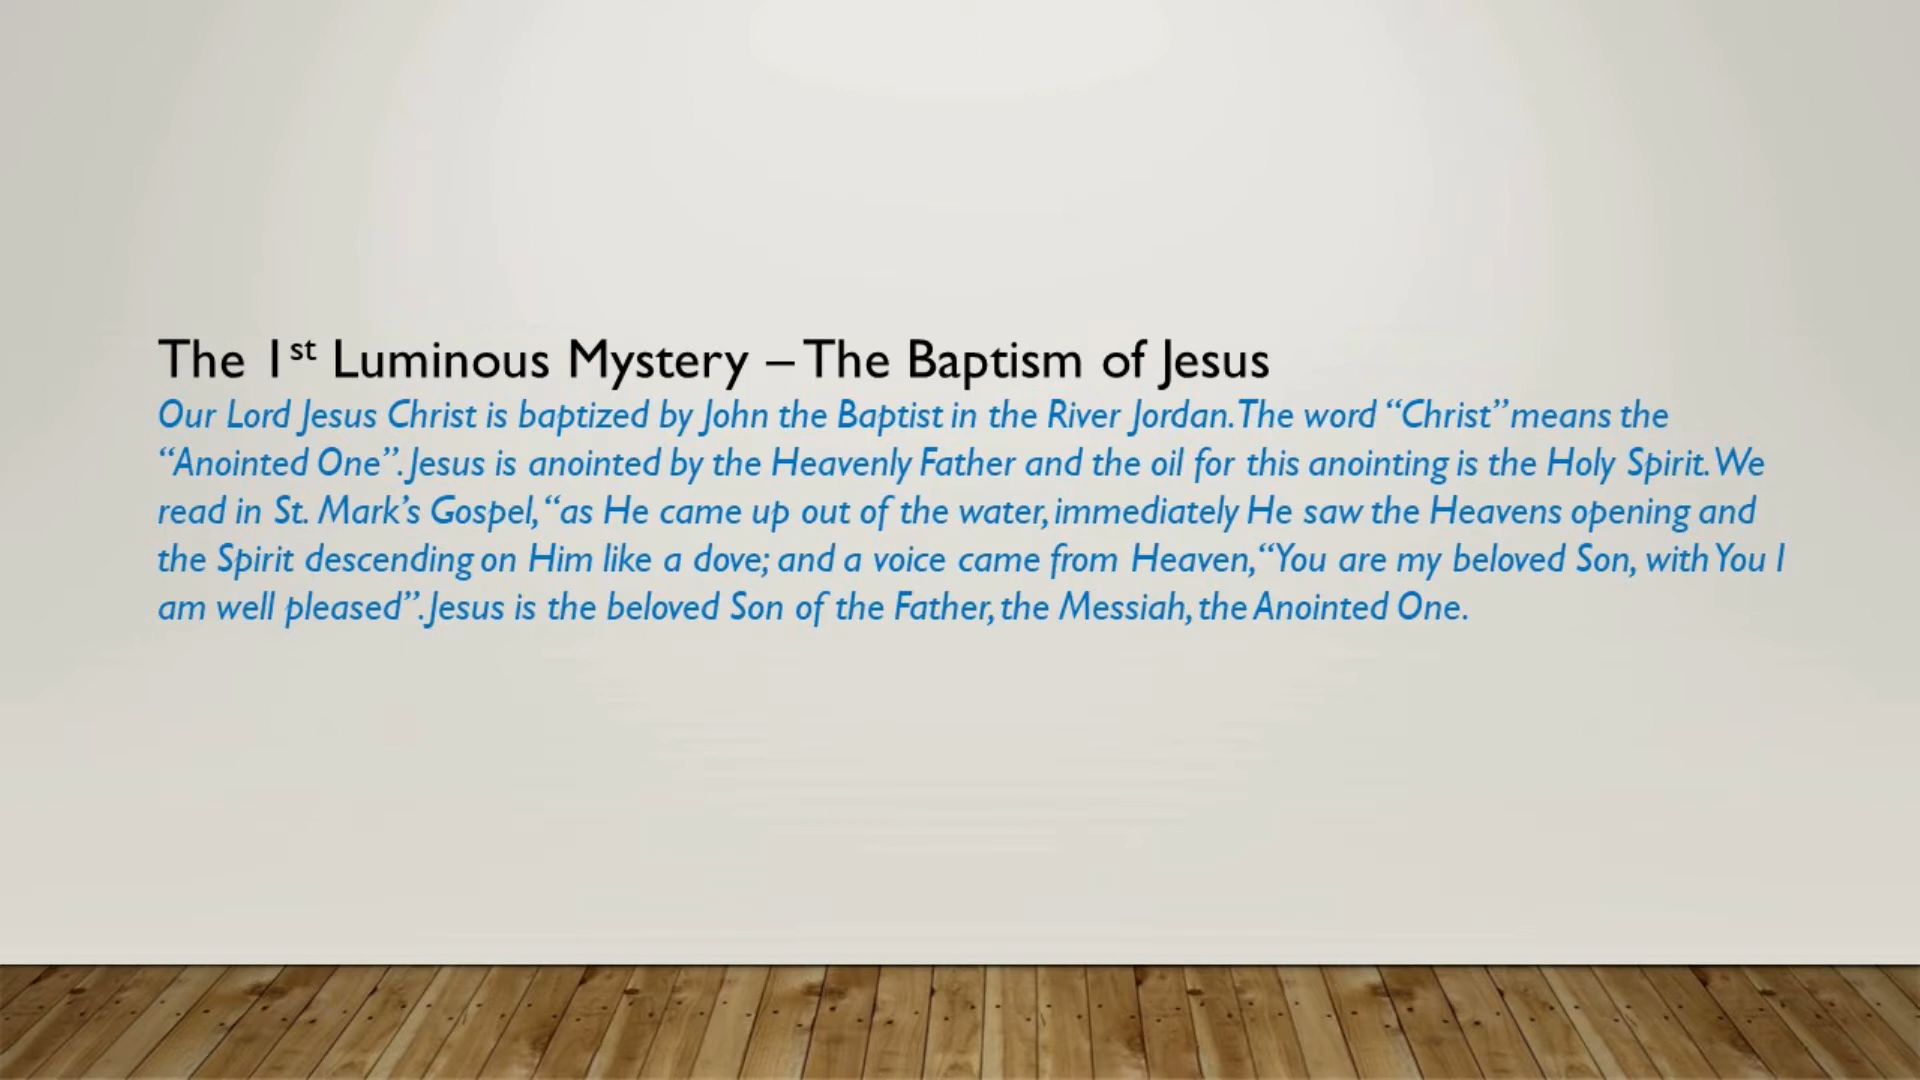 The 1st Luminous Mystery – The Baptism of Jesus
Our Lord Jesus Christ is baptized by John the Baptist in the River Jordan. The word “Christ” means the
“Anointed One”. Jesus is anointed by the Heavenly Father and the oil for this anointing is the Holy Spirit. We
read in St. Mark’s Gospel, “as He came up out of the water, immediately He saw the Heavens opening and
the Spirit descending on Him like a dove; and a voice came from Heaven, “You are my beloved Son, with You I
am well pleased”. Jesus is the beloved Son of the Father, the Messiah, the Anointed One.